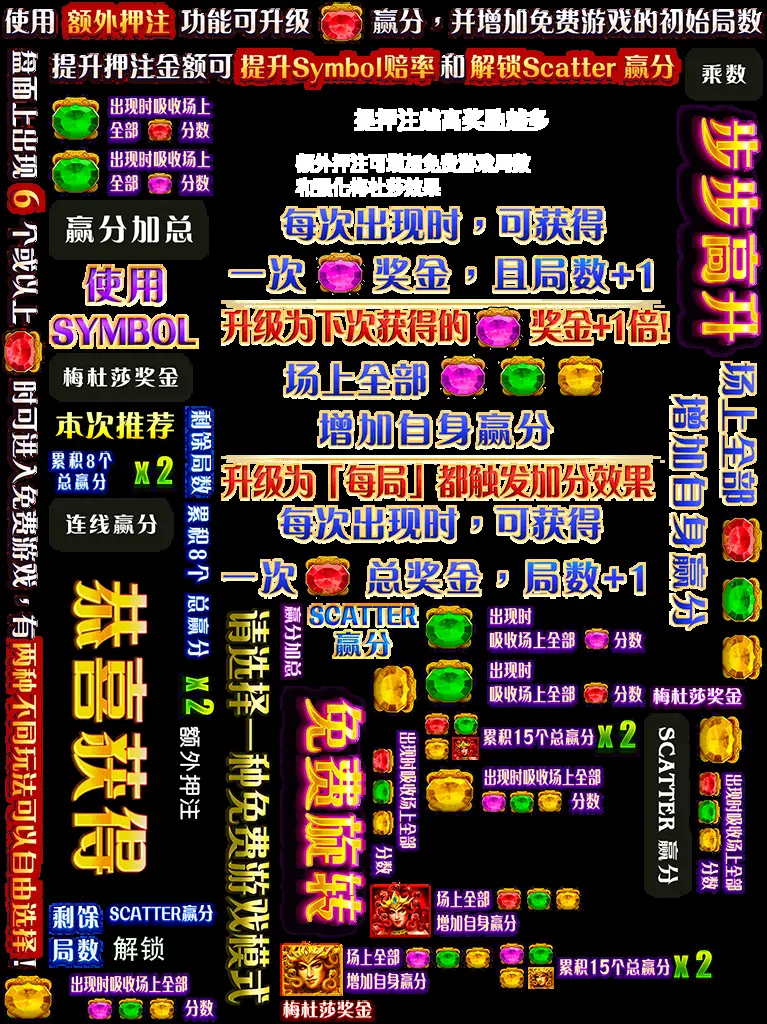 使用 额外押注 功能可升级 赢分，并增加免费游戏的初始局数
提升押注金额可 提升Symbol赔率 和 解锁Scatter 赢分
乘数
盘面上出现 6 个或以上 时可进入免费游戏，有两种不同玩法可以自由选择！
出现时吸收场上
全部 分数
出现时吸收场上
全部 分数
提押注越高奖励越多
额外押注可增加免费游戏局数
和强化梅杜莎效果
步步高升
赢分加总
每次出现时，可获得
一次 奖金，且局数+1
使用
SYMBOL
升级为下次获得的 奖金+1倍!
梅杜莎奖金
场上全部
增加自身赢分
场上全部
增加自身赢分
本次推荐
剩馀局数
累积8个
总赢分 x2
升级为「每局」都触发加分效果
连线赢分
累积8个 总赢分 x2
每次出现时，可获得
一次 总奖金，局数+1
恭喜获得
请选择一种免费游戏模式
赢分加总
SCATTER
赢分
出现时
吸收场上全部 分数
出现时
吸收场上全部 分数
梅杜莎奖金
免费旋转
额外押注
出现时吸收场上全部
分数
累积15个总赢分 x2
出现时吸收场上全部
分数
SCATTER 赢分
出现时吸收场上全部
分数
场上全部
增加自身赢分
剩馀
局数
SCATTER赢分
解锁
场上全部
增加自身赢分
累积15个总赢分 x2
出现时吸收场上全部
分数
梅杜莎奖金